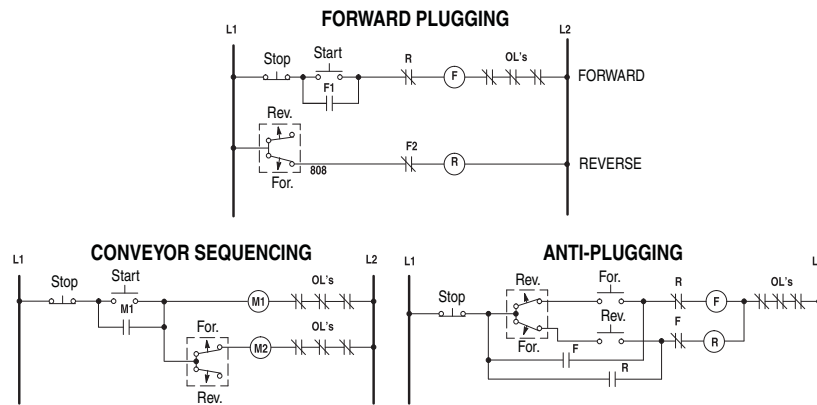 FORWARD PLUGGING
L1
L2
Stop
Start
R
F
OL's
FORWARD
F1
Rev.
F2
R
REVERSE
808
For.
CONVEYOR SEQUENCING
L1
L2
Stop
Start
M1
M1
OL's
For.
M2
OL's
Rev.
ANTI-PLUGGING
L1
L
Stop
Rev.
For.
R
F
OL's
Rev.
F
R
For.
F
R